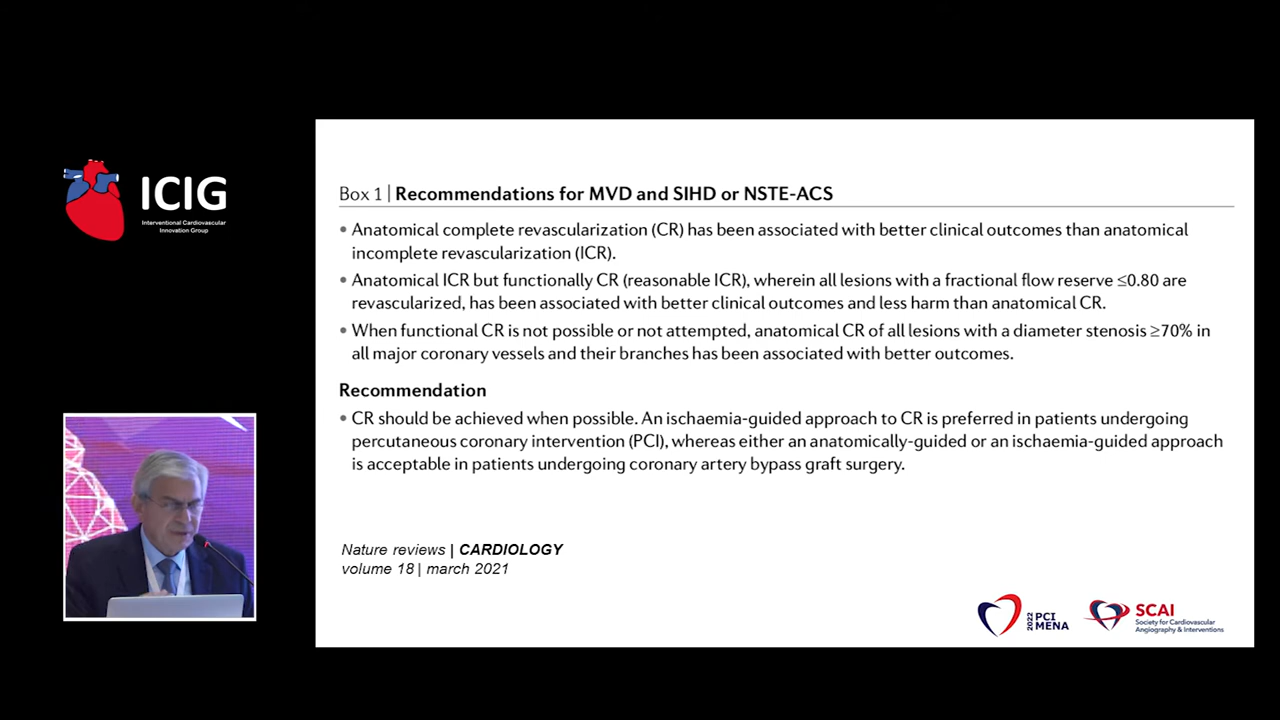 ICIG
Interventional Cardiovascular
Innovation Group
Box 1 | Recommendations for MVD and SIHD or NSTE-ACS
• Anatomical complete revascularization (CR) has been associated with better clinical outcomes than anatomical
incomplete revascularization (ICR).
• Anatomical ICR but functionally CR (reasonable ICR), wherein all lesions with a fractional flow reserve ≤0.80 are
revascularized, has been associated with better clinical outcomes and less harm than anatomical CR.
• When functional CR is not possible or not attempted, anatomical CR of all lesions with a diameter stenosis ≥70% in
all major coronary vessels and their branches has been associated with better outcomes.
Recommendation
• CR should be achieved when possible. An ischaemia-guided approach to CR is preferred in patients undergoing
percutaneous coronary intervention (PCI), whereas either an anatomically-guided or an ischaemia-guided approach
is acceptable in patients undergoing coronary artery bypass graft surgery.
Nature reviews | CARDIOLOGY
volume 18 | march 2021
2022 PCI
MENA
SCAI
Society for Cardiovascular
Angiography & Interventions